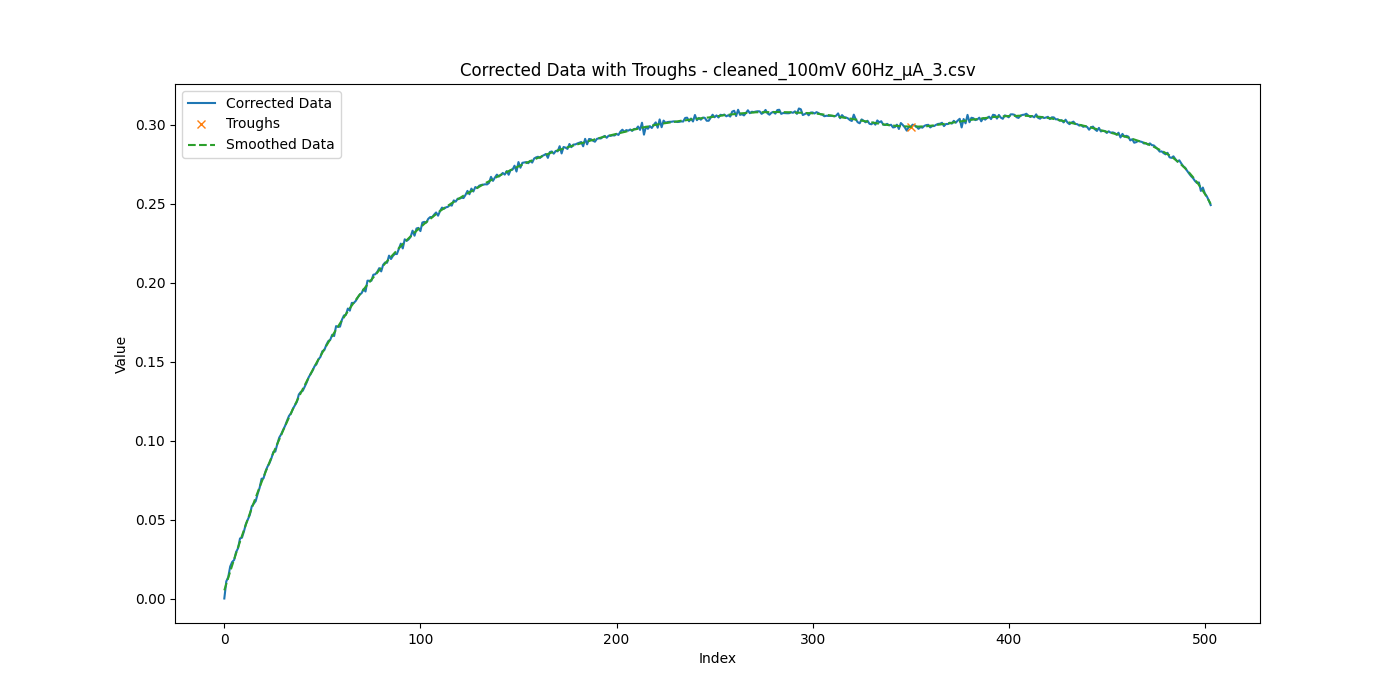 Corrected Data with Troughs - cleaned_100mV 60Hz_μA_3.csv
Corrected Data
Troughs
Smoothed Data
0.30
0.25
0.20
0.15
0.10
0.05
0.00
Value
0 100 200 300 400 500
Index